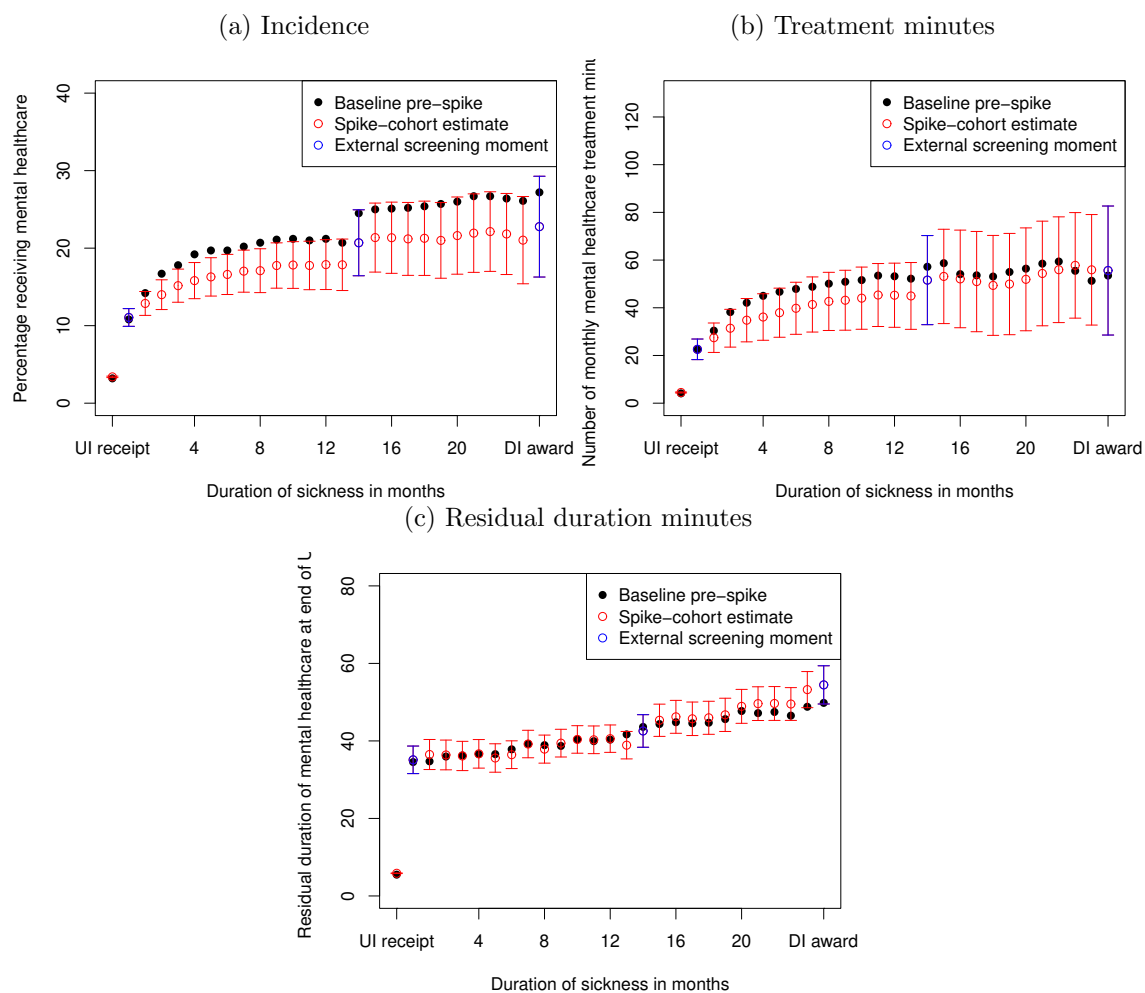 (a) Incidence
Percentage receiving mental healthcare
40
30
20
10
0
Baseline pre−spike
Spike−cohort estimate
External screening moment
UI receipt 4 8 12 16 20 DI award
Duration of sickness in months
(b) Treatment minutes
Number of monthly mental healthcare treatment
120
100
80
60
40
20
0
Baseline pre−spike
Spike−cohort estimate
External screening moment
UI receipt 4 8 12 16 20 DI award
Duration of sickness in months
(c) Residual duration minutes
Residual duration of mental healthcare at end of
80
60
40
20
0
Baseline pre−spike
Spike−cohort estimate
External screening moment
UI receipt 4 8 12 16 20 DI award
Duration of sickness in months